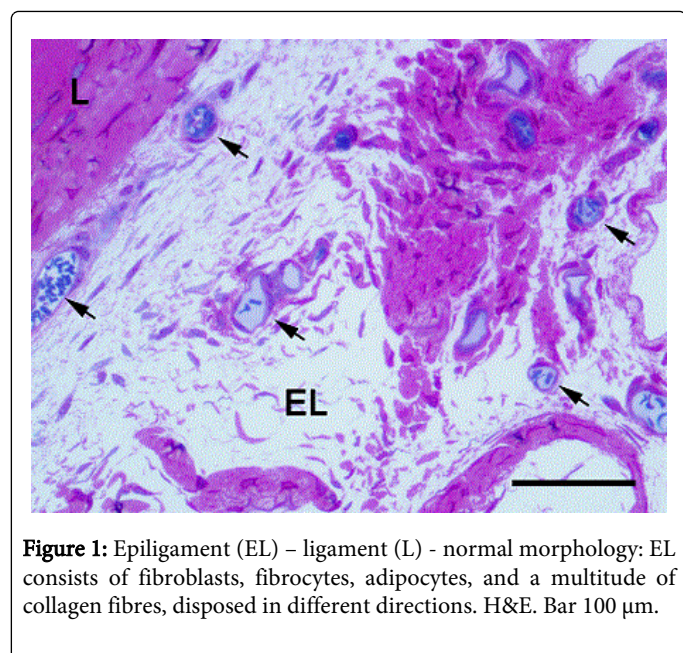 L
EL
Figure 1: Epiligament (EL) – ligament (L) - normal morphology: EL
consists of fibroblasts, fibrocytes, adipocytes, and a multitude of
collagen fibres, disposed in different directions. H&E. Bar 100 μm.